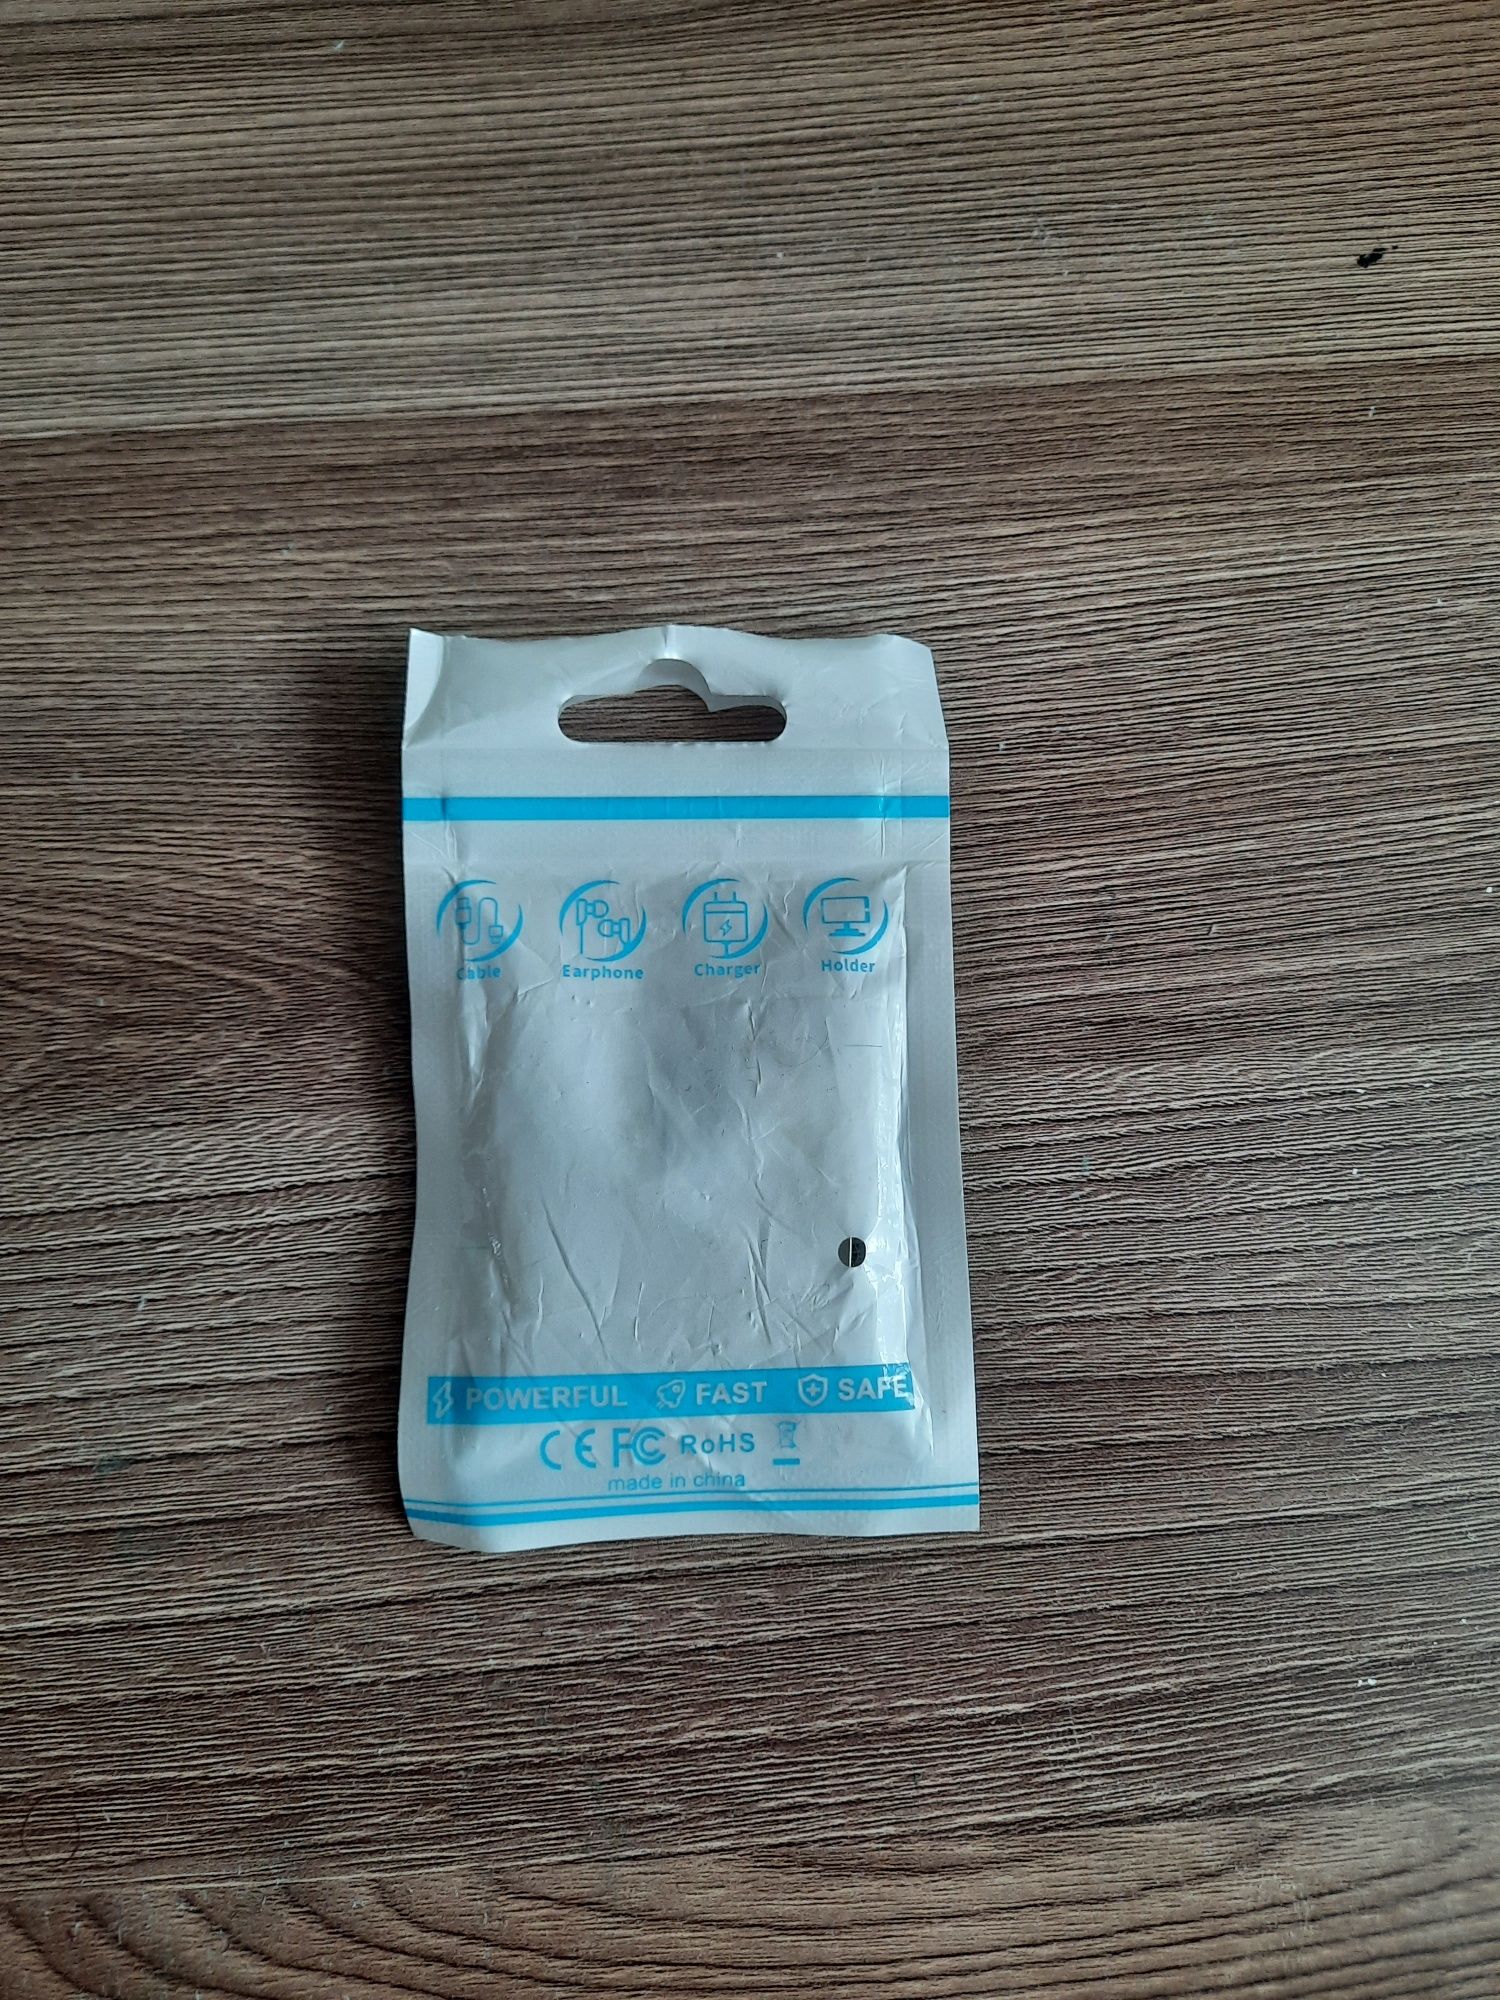 Cable Earphone Charger Holder
POWERFUL FAST SAFE
CE FC RoHS
made in china